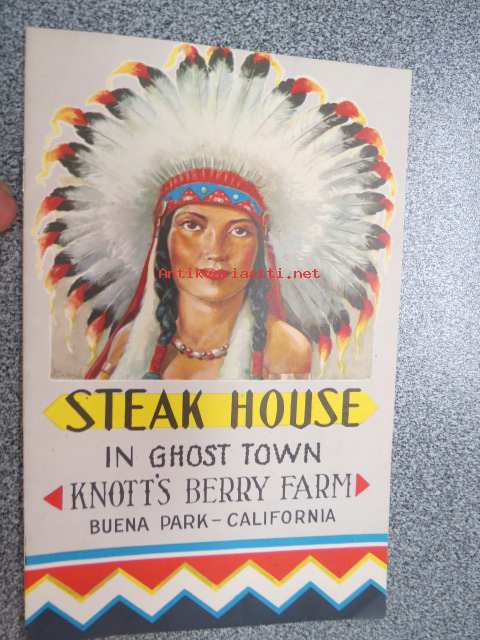 Antikvariaatti.net
STEAK HOUSE
IN GHOST TOWN
KNOTT'S BERRY FARM
BUENA PARK - CALIFORNIA